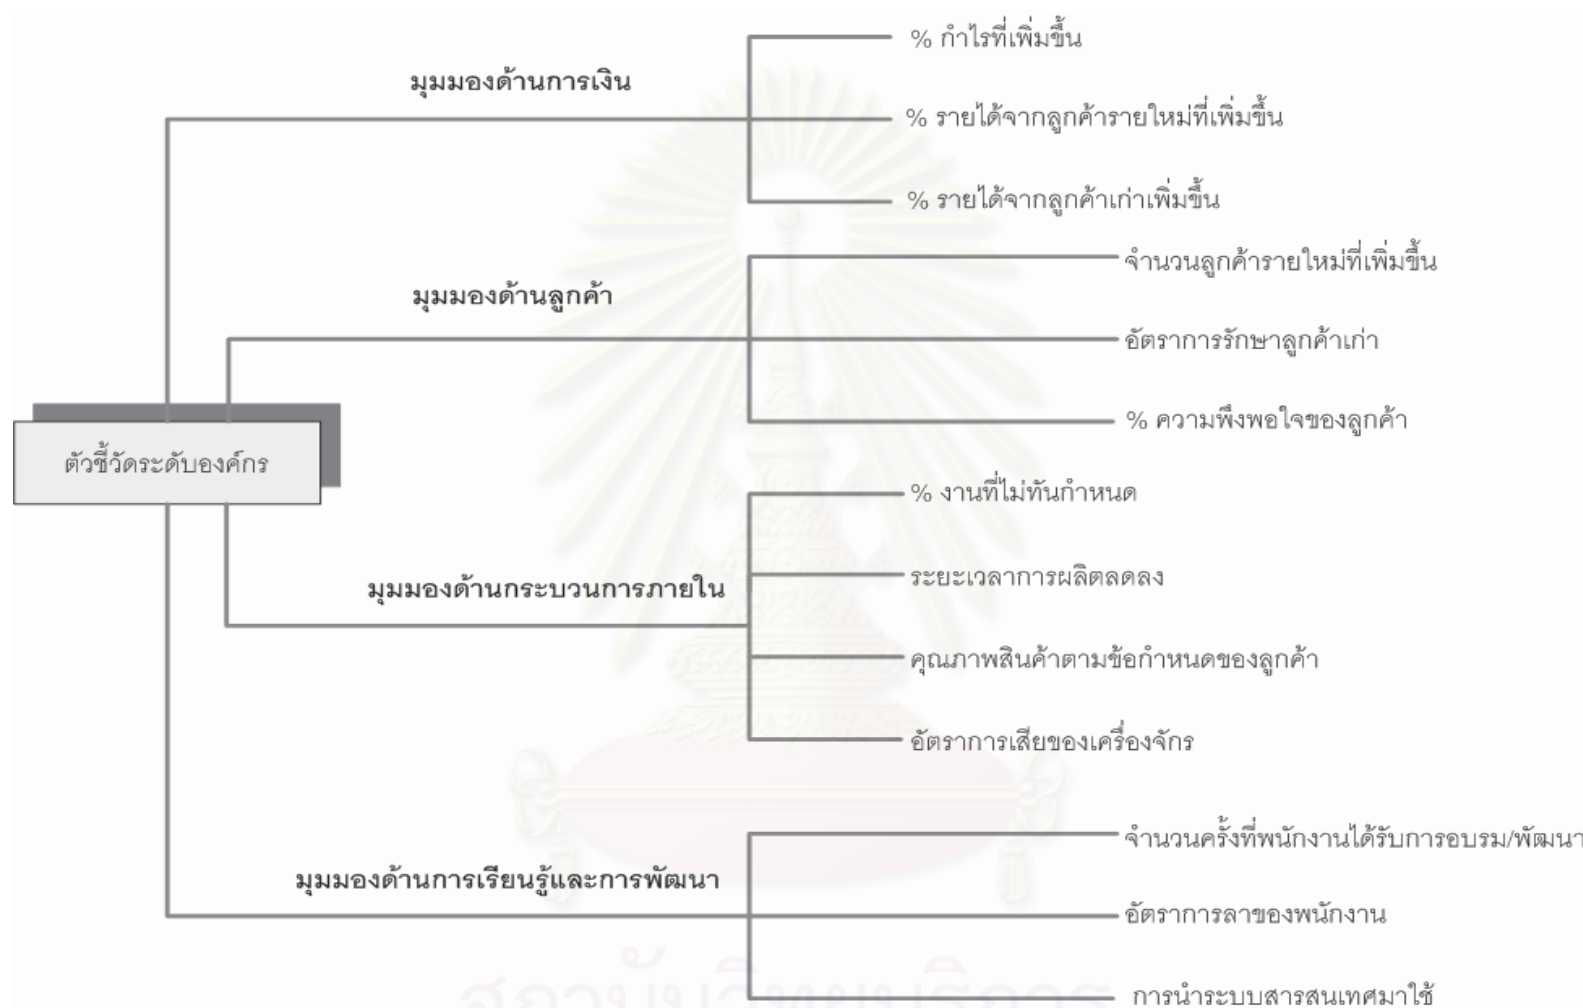 % กำไรที่เพิ่มขึ้น
มุมมองด้านการเงิน
% รายได้จากลูกค้ารายใหม่ที่เพิ่มขึ้น
% รายได้จากลูกค้าเก่าเพิ่มขึ้น
จำนวนลูกค้ารายใหม่ที่เพิ่มขึ้น
มุมมองด้านลูกค้า
อัตราการรักษาลูกค้าเก่า
% ความพึงพอใจของลูกค้า
ตัวชี้วัดระดับองค์กร
% งานที่ไม่ทันกำหนด
ระยะเวลาการผลิตลดลง
มุมมองด้านกระบวนการภายใน
คุณภาพสินค้าตามข้อกำหนดของลูกค้า
อัตราการเสียของเครื่องจักร
จำนวนครั้งที่พนักงานได้รับการอบรม/พัฒนา
มุมมองด้านการเรียนรู้และการพัฒนา
อัตราการลาของพนักงาน
การนำระบบสารสนเทศมาใช้
สถาบันวิทยบริการ